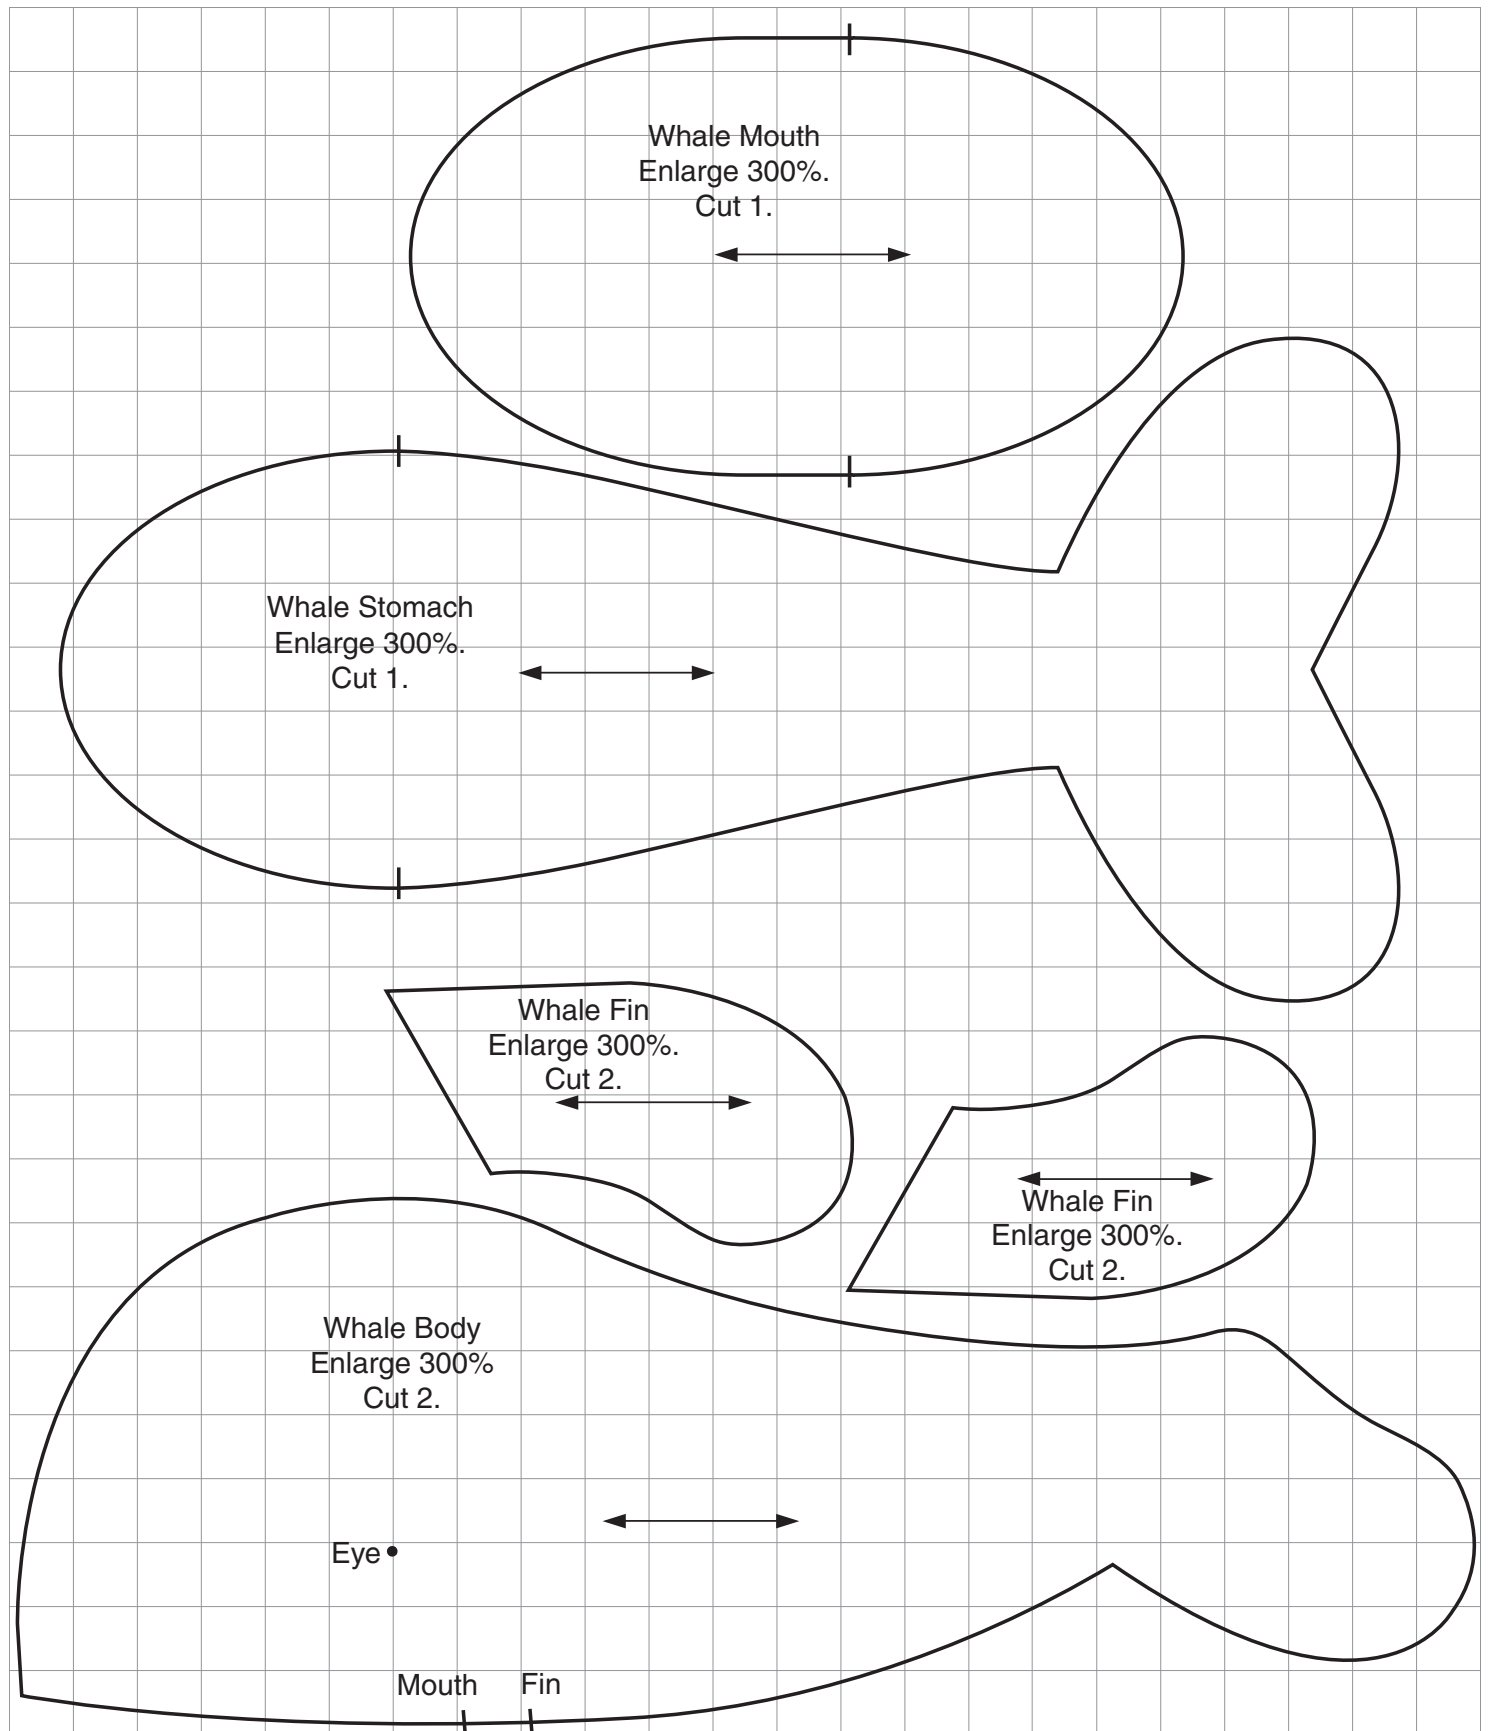 Whale Mouth
Enlarge 300%.
Cut 1.
Whale Stomach
Enlarge 300%.
Cut 1.
Whale Fin
Enlarge 300%.
Cut 2.
Whale Fin
Enlarge 300%.
Cut 2.
Whale Body
Enlarge 300%
Cut 2.
Eye
Mouth
Fin